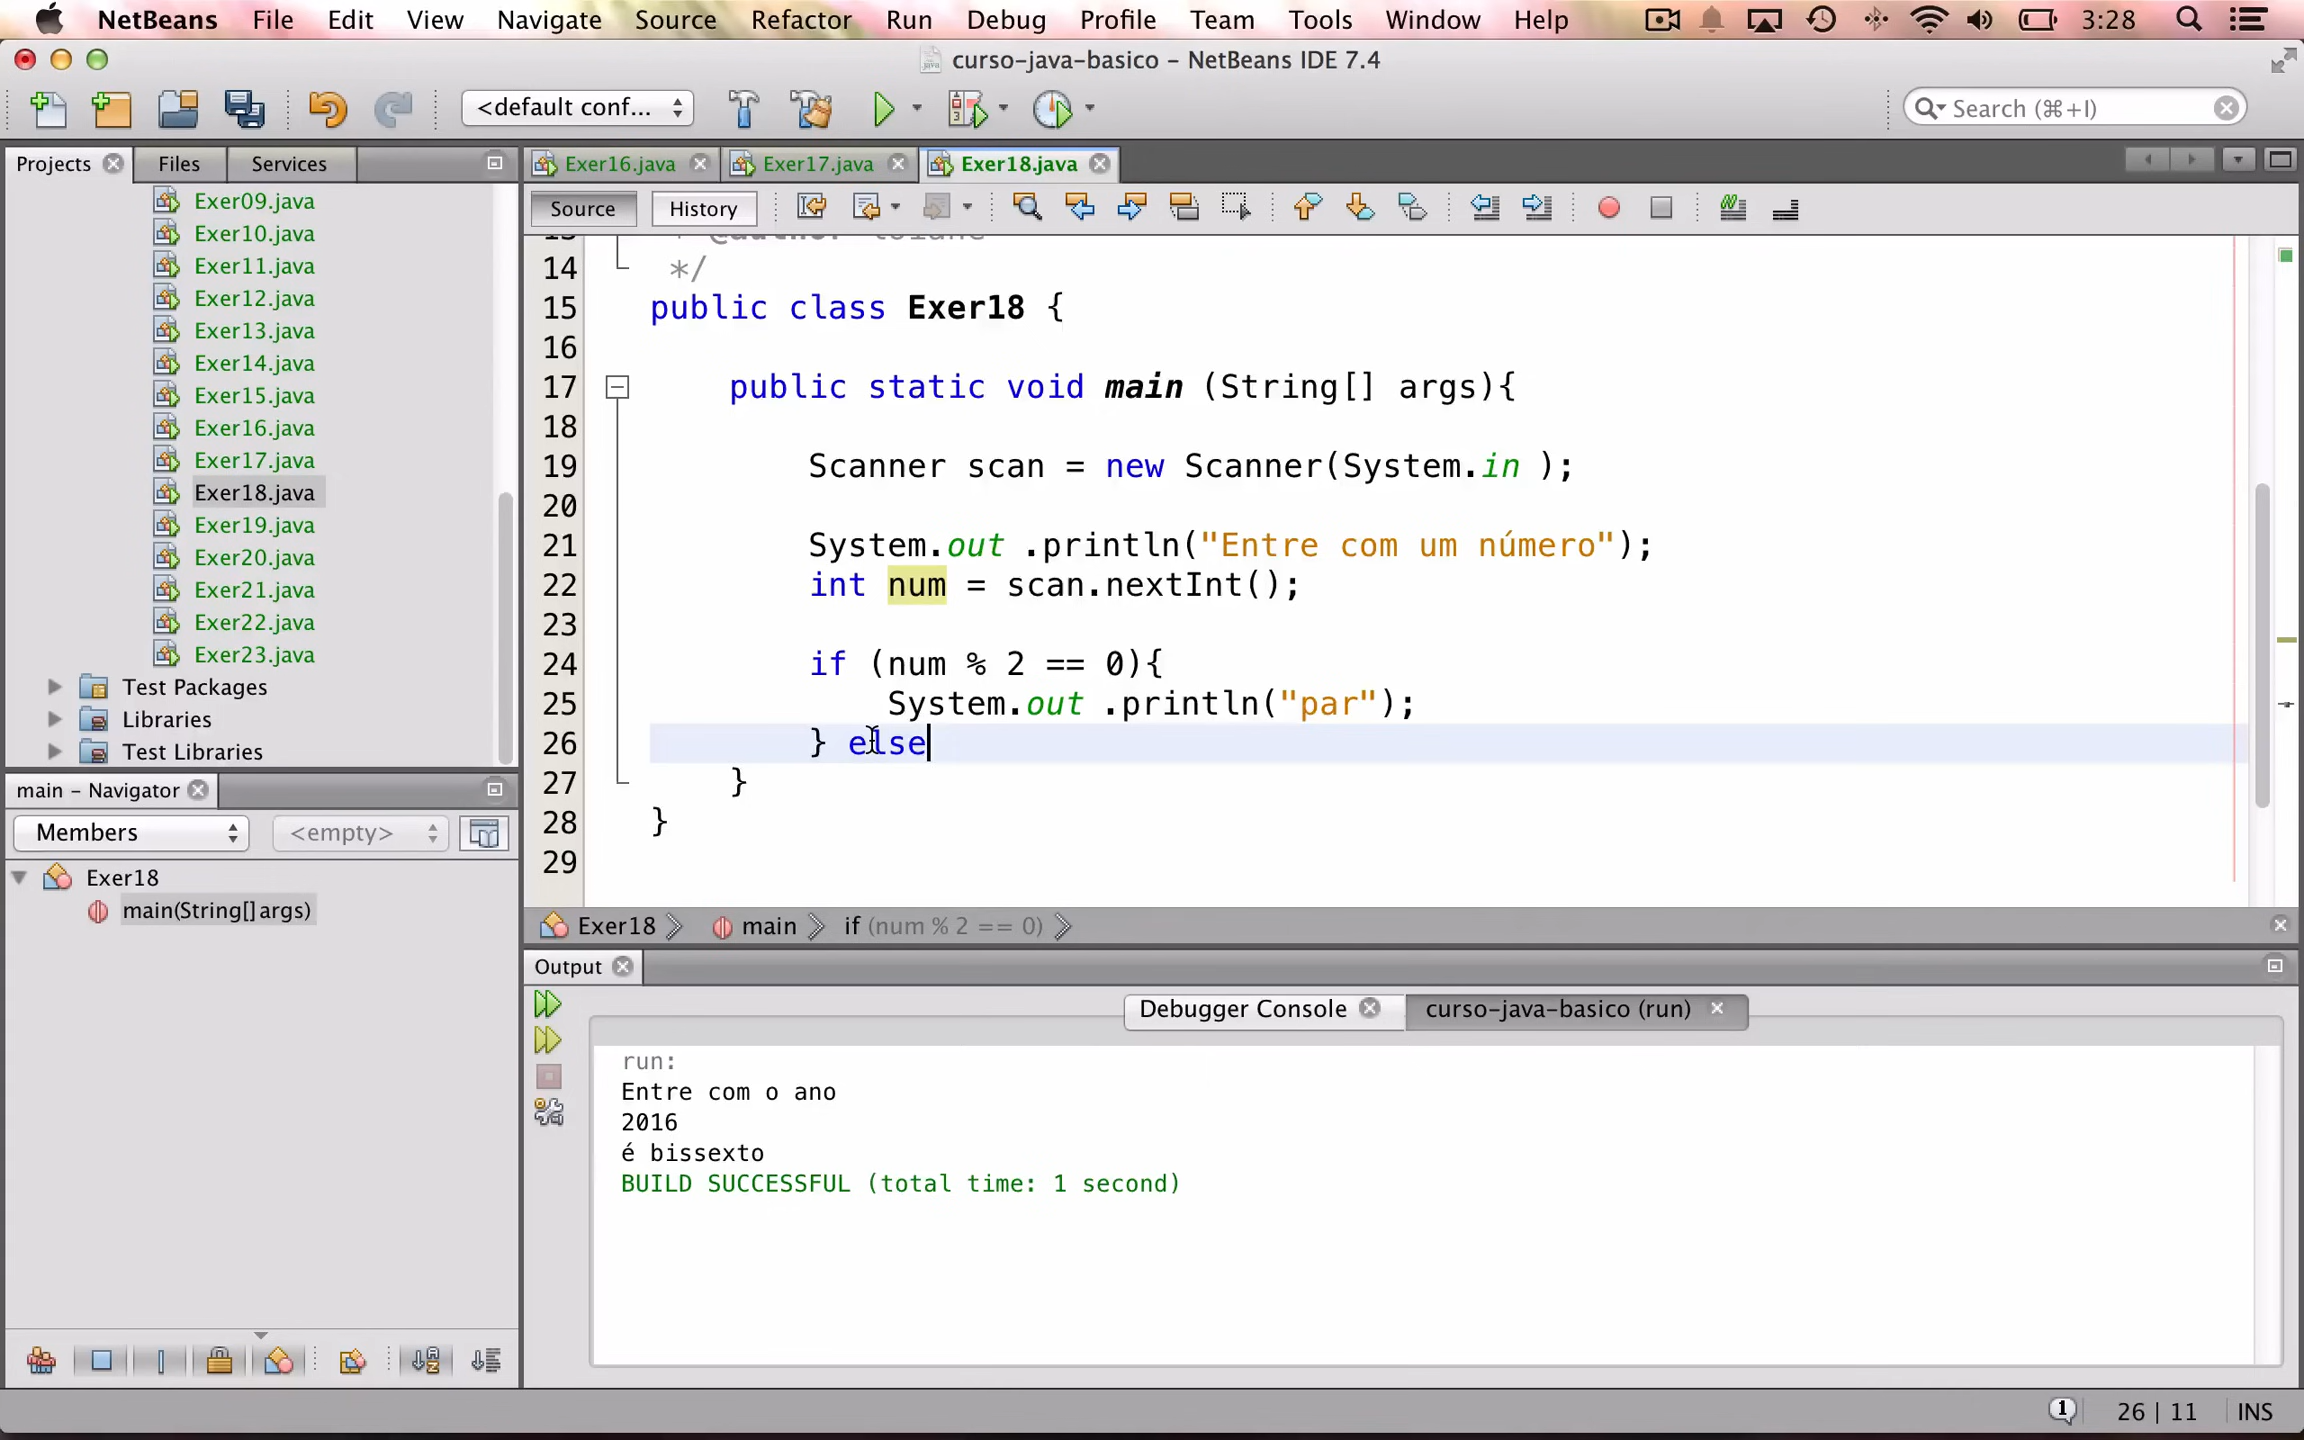 NetBeans File Edit View Navigate Source Refactor Run Debug Profile Team Tools Window Help 3:28
curso-java-basico - NetBeans IDE 7.4
<default conf... Search (⌘+I)
Projects Files Services
Exer09.java
Exer10.java
Exer11.java
Exer12.java
Exer13.java
Exer14.java
Exer15.java
Exer16.java
Exer17.java
Exer18.java
Exer19.java
Exer20.java
Exer21.java
Exer22.java
Exer23.java
Test Packages
Libraries
Test Libraries
main - Navigator
Members <empty>
Exer18
main(String[] args)
Exer16.java Exer17.java Exer18.java
Source History
14 */
15 public class Exer18 {
16
17 public static void main (String[] args){
18
19 Scanner scan = new Scanner(System.in );
20
21 System.out .println("Entre com um número");
22 int num = scan.nextInt();
23
24 if (num % 2 == 0){
25 System.out .println("par");
26 } else
27 }
28 }
29
Exer18 main if (num % 2 == 0)
Output
Debugger Console curso-java-basico (run)
run:
Entre com o ano
2016
é bissexto
BUILD SUCCESSFUL (total time: 1 second)
1 26 | 11 INS